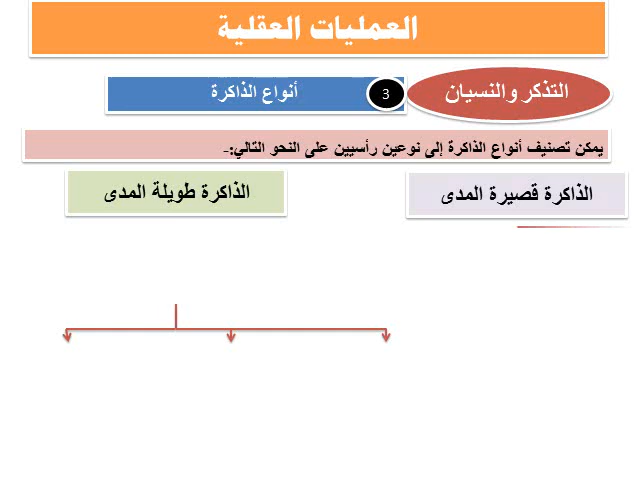 العمليات العقلية
التذكر والنسيان
3
أنواع الذاكرة
يمكن تصنيف أنواع الذاكرة إلى نوعين رأسيين على النحو التالي:-
الذاكرة قصيرة المدى
الذاكرة طويلة المدى